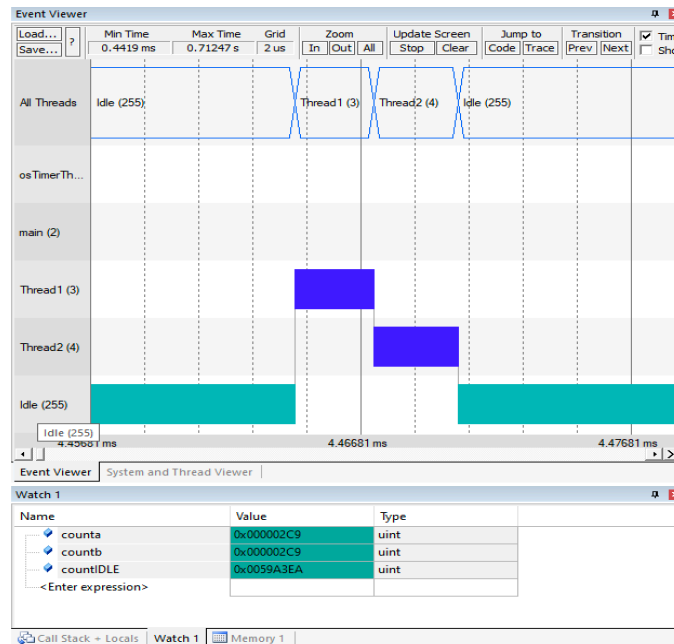 Event Viewer
Load... ? Min Time Max Time Grid Zoom Update Screen Jump to Transition Tim
Save... 0.4419 ms 0.71247 s 2 us In Out All Stop Clear Code Trace Prev Next Sho
All Threads Idle (255) Thread1 (3) Thread2 (4) Idle (255)
osTimerTh...
main (2)
Thread1 (3)
Thread2 (4)
Idle (255)
Idle (255)
4.45681 ms 4.46681 ms 4.47681 ms
Event Viewer System and Thread Viewer
Watch 1
Name Value Type
counta 0x000002C9 uint
countb 0x000002C9 uint
countIDLE 0x0059A3EA uint
<Enter expression>
Call Stack + Locals Watch 1 Memory 1